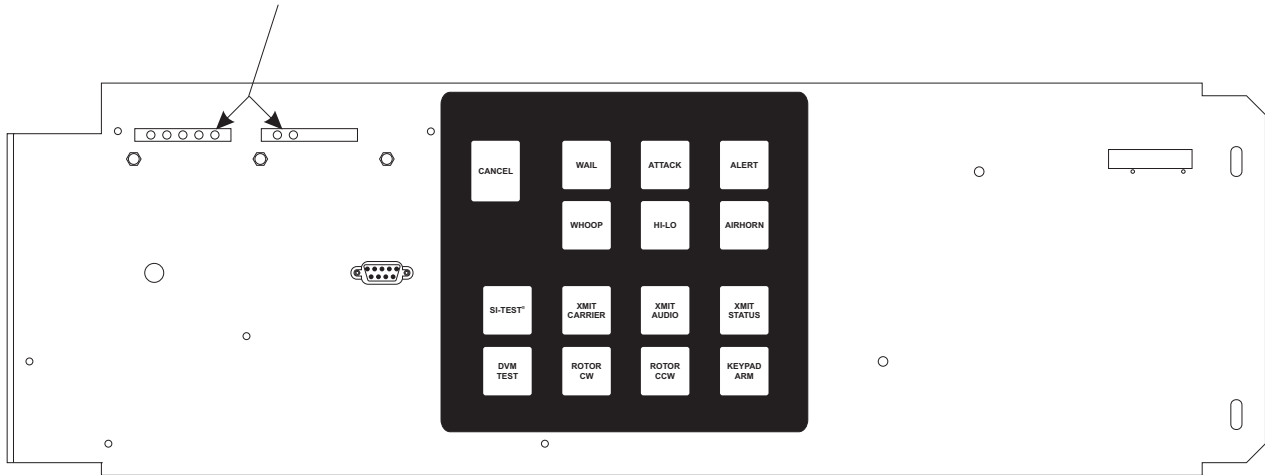 CANCEL
WAIL
ATTACK
ALERT
WHOOP
HI-LO
AIRHORN
SI-TEST®
XMIT
CARRIER
XMIT
AUDIO
XMIT
STATUS
DVM
TEST
ROTOR
CW
ROTOR
CCW
KEYPAD
ARM